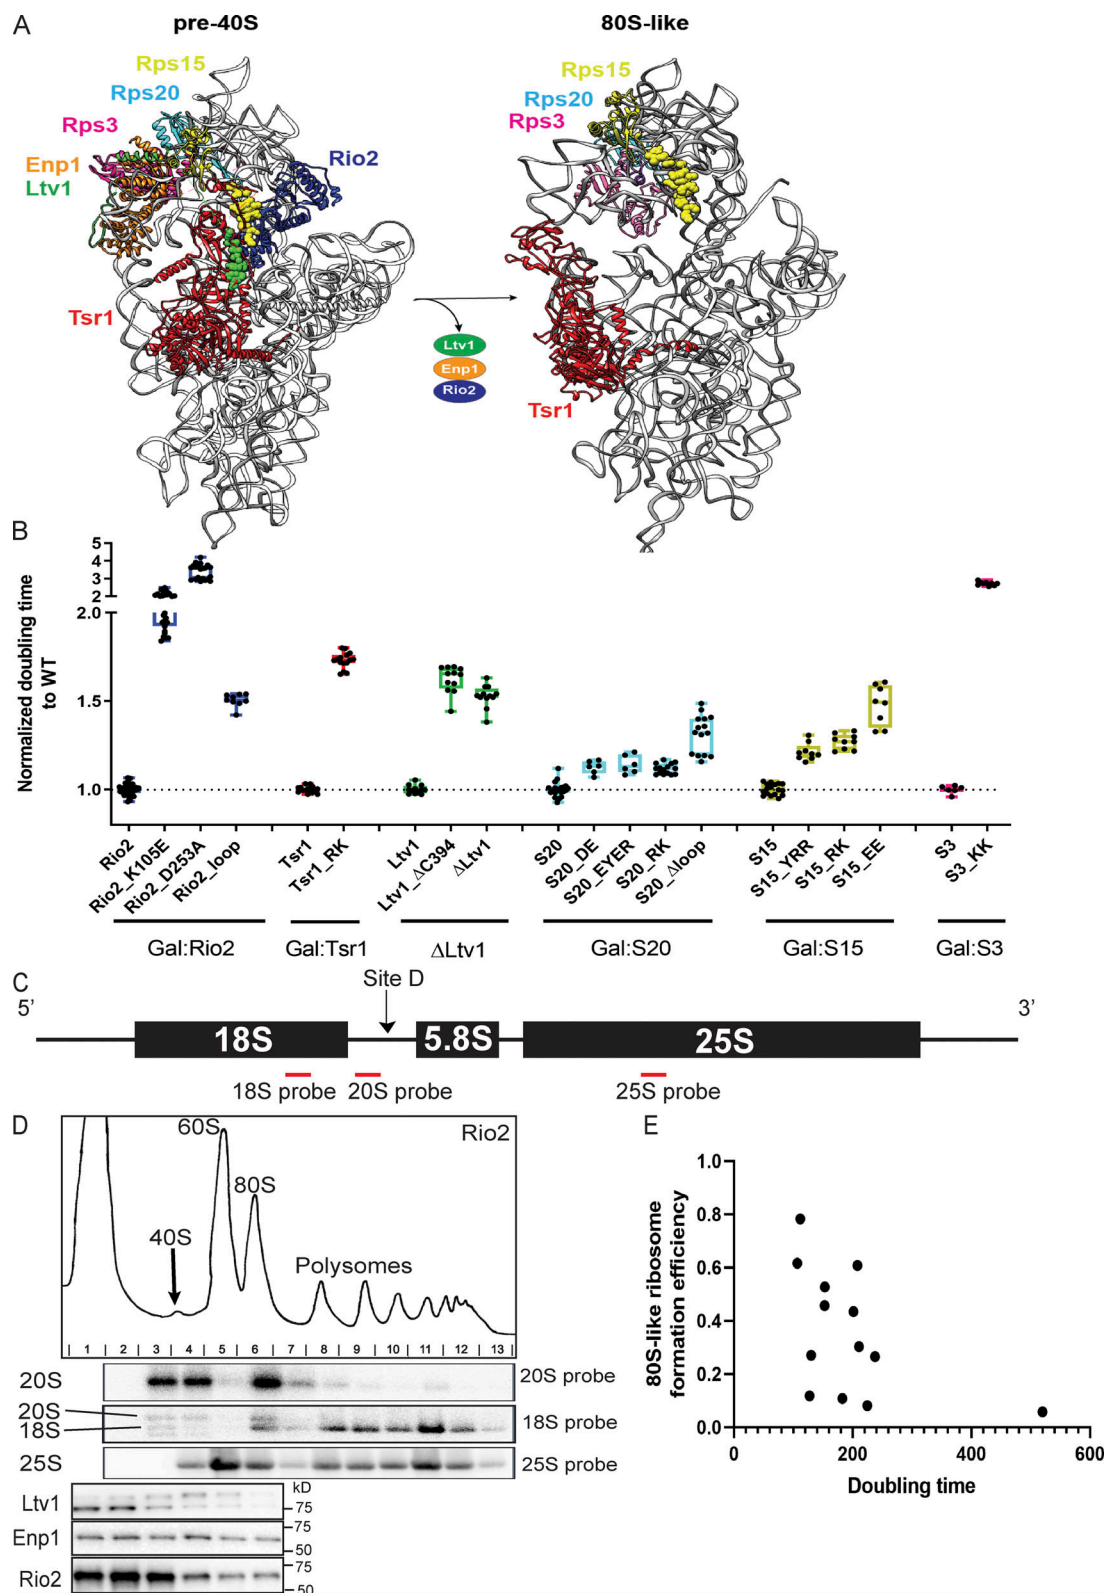 A
pre-40S
80S-like
Rps15
Rps20
Rps3
Enp1
Ltv1
Rio2
Tsr1
Rps15
Rps20
Rps3
Tsr1
Ltv1
Enp1
Rio2
B
Normalized doubling time
to WT
5
4
3
2
2.0
1.5
1.0
Rio2
Rio2_K105E
Rio2_D253A
Rio2_loop
Tsr1
Tsr1_RK
Ltv1
Ltv1_ΔC394
ΔLtv1
S20
S20_DE
S20_EYER
S20_RK
S20_Δloop
S15
S15_YRR
S15_RK
S15_EE
S3
S3_KK
Gal:Rio2
Gal:Tsr1
ΔLtv1
Gal:S20
Gal:S15
Gal:S3
C
5'
Site D
3'
18S
5.8S
25S
18S probe
20S probe
25S probe
D
Rio2
60S
80S
40S
Polysomes
1 2 3 4 5 6 7 8 9 10 11 12 13
20S
20S probe
20S
18S
18S probe
25S
25S probe
kD
Ltv1
75
Enp1
75
50
Rio2
75
50
E
80S-like ribosome
formation efficiency
1.0
0.8
0.6
0.4
0.2
0.0
0 200 400 600
Doubling time